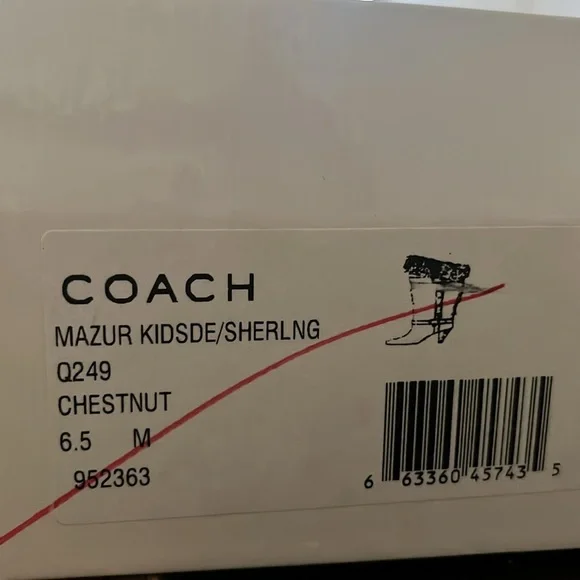 COACH
MAZUR KIDSDE/SHERLNG
Q249
CHESTNUT
6.5 M
952363
6 63360 45743 5